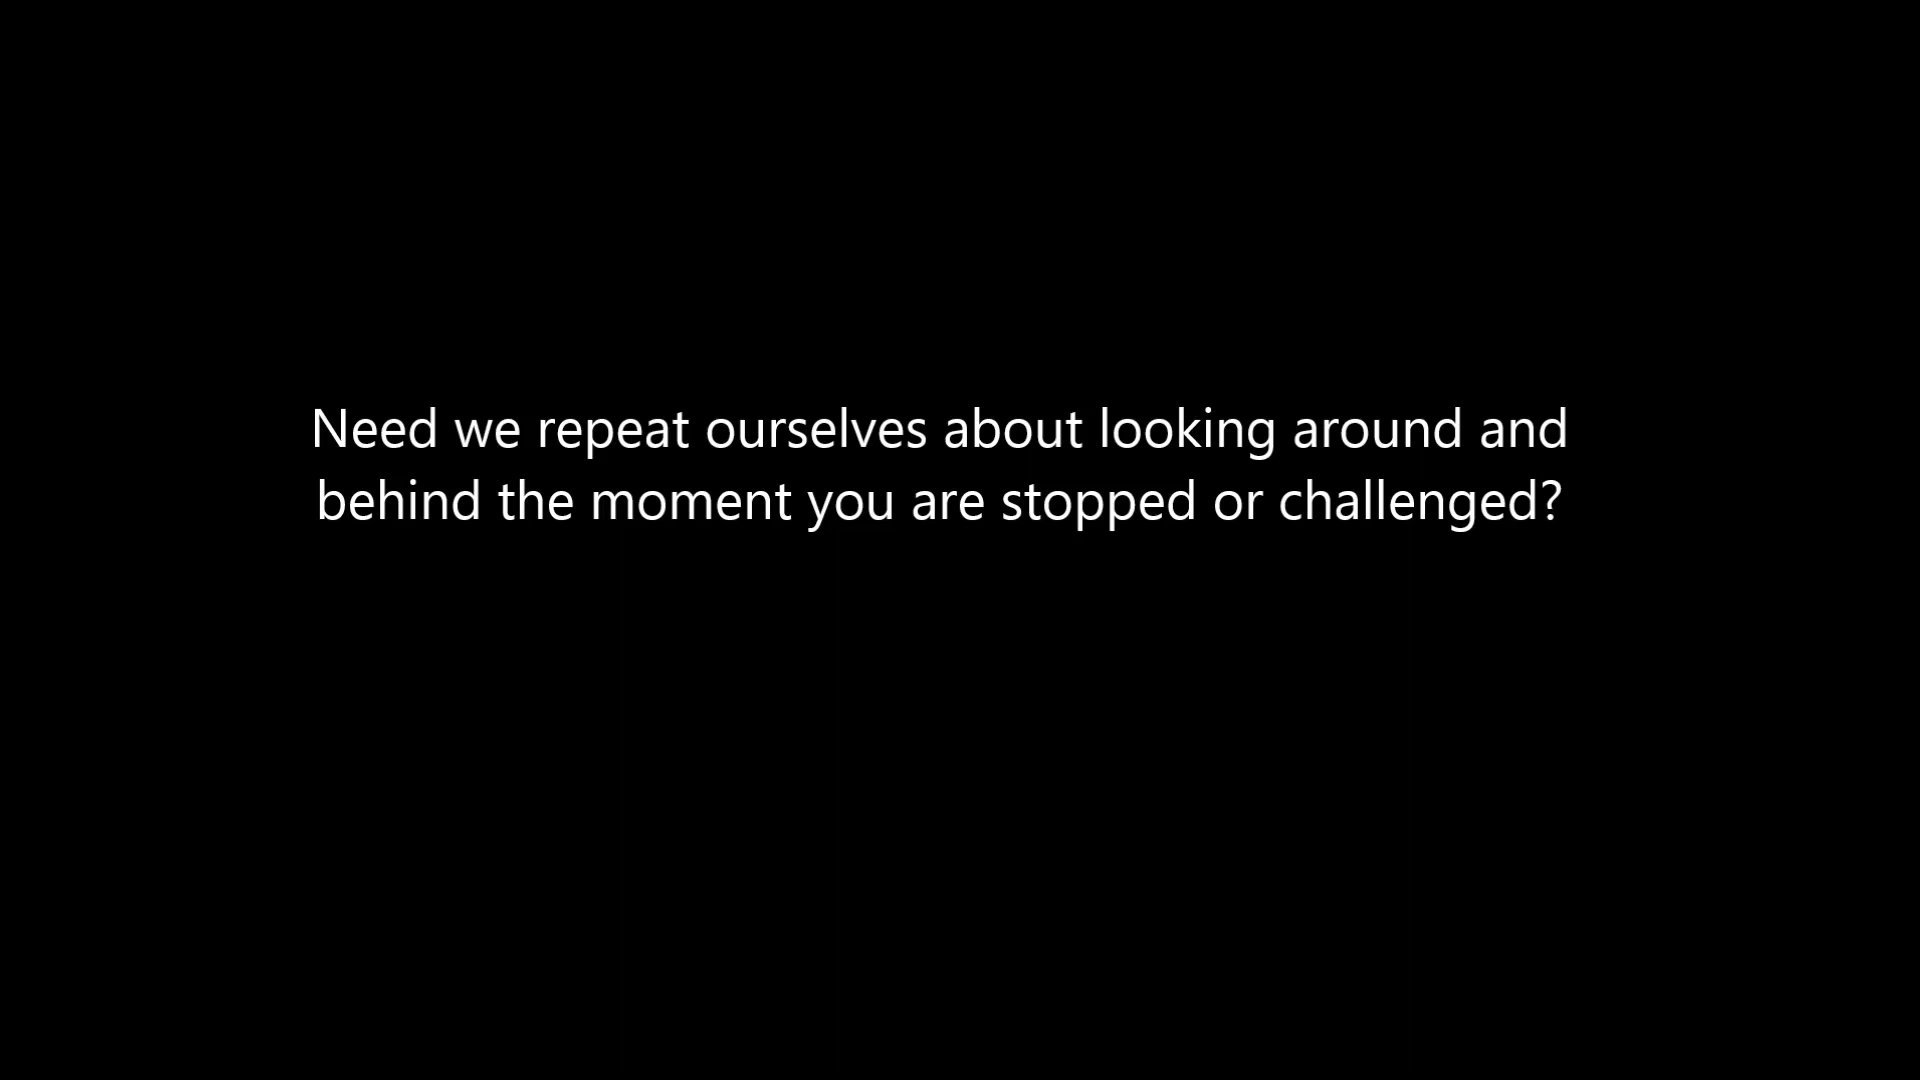 Need we repeat ourselves about looking around and
behind the moment you are stopped or challenged?